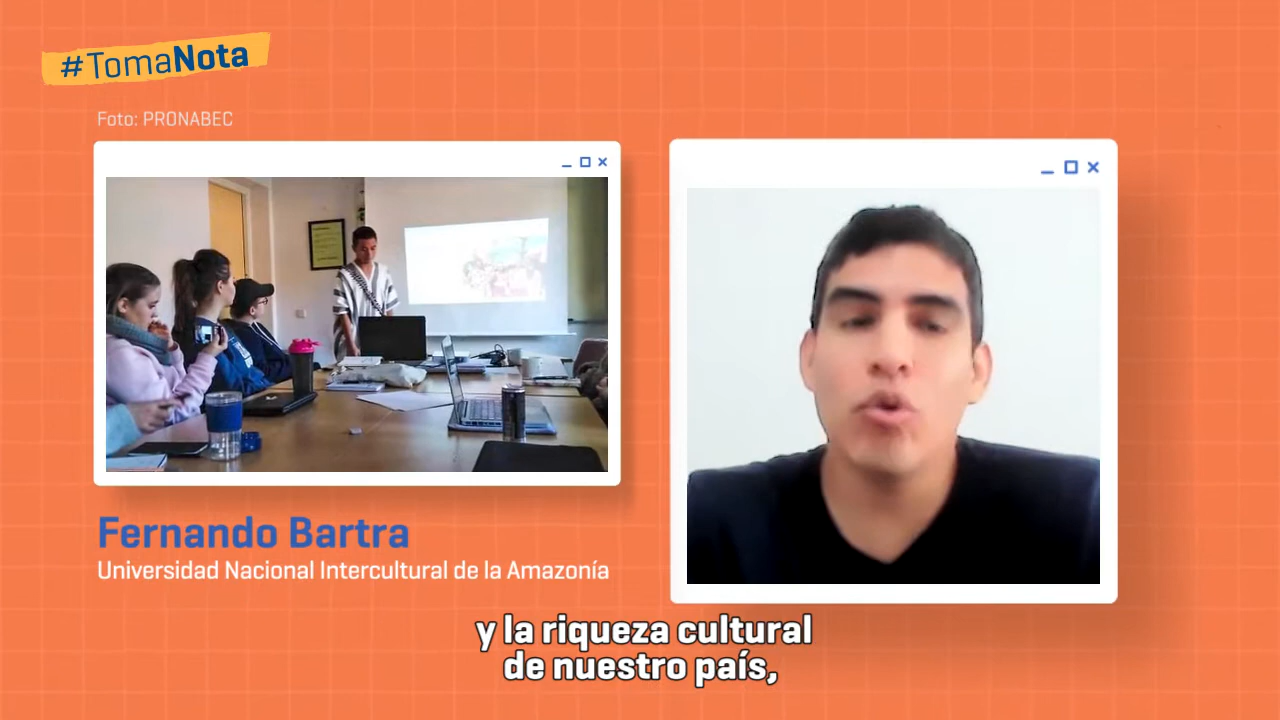 #TomaNota
Foto: PRONABEC
Fernando Bartra
Universidad Nacional Intercultural de la Amazonía
y la riqueza cultural
de nuestro país,